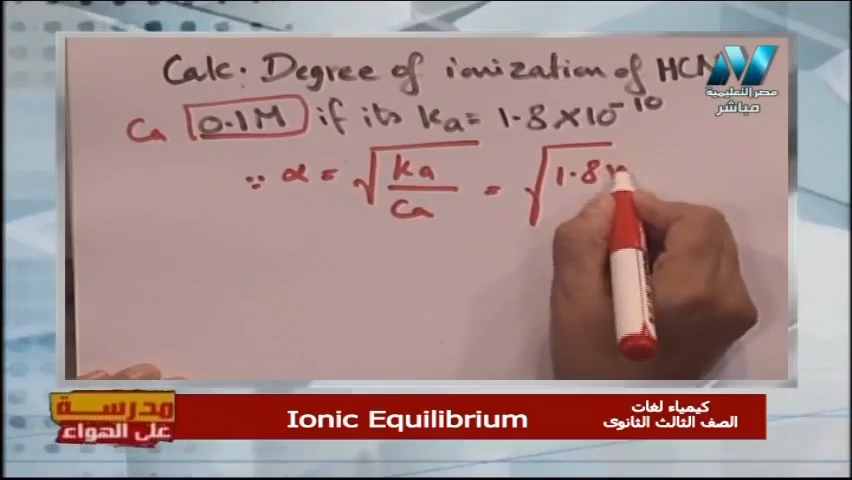 Calc. Degree of ionization of HCN
Ca 0.1M if its ka = 1.8 × 10⁻¹⁰
∵ α = √ka/Ca = √1.8
مصر التعليمية
مباشر
مدرسة
على الهواء
Ionic Equilibrium
كيمياء لغات
الصف الثالث الثانوى